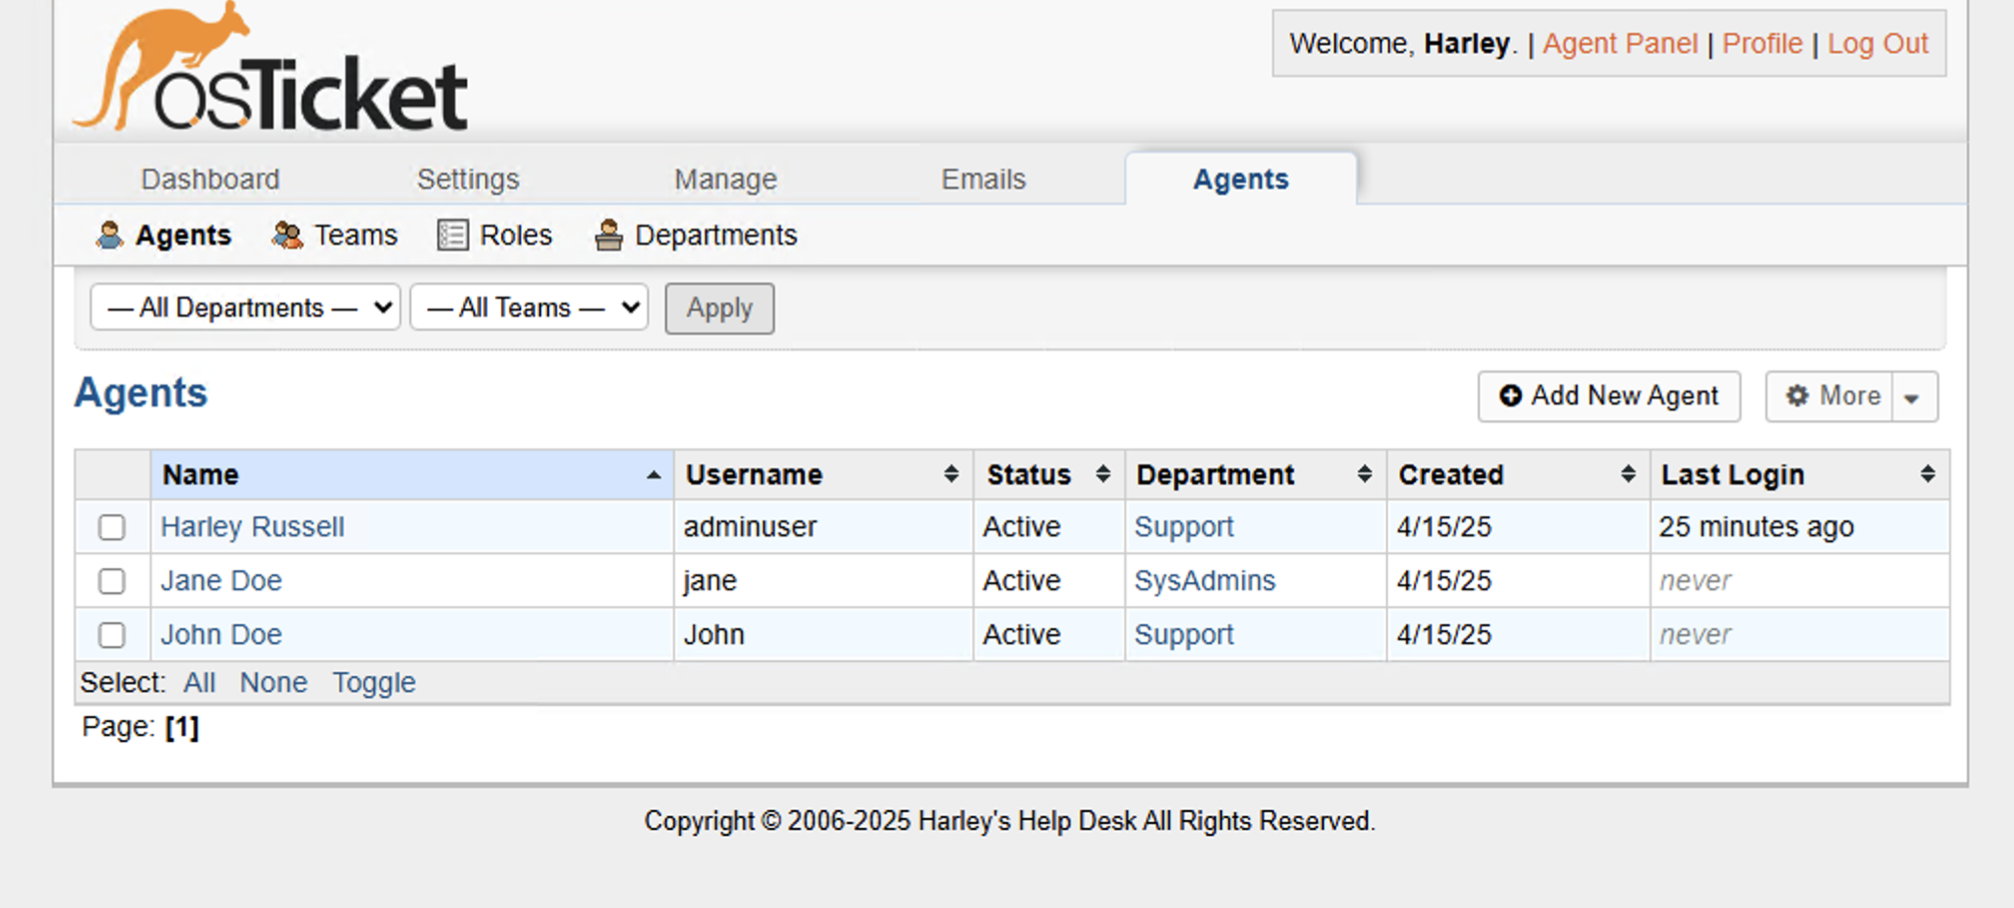 osTicket
Welcome, Harley. | Agent Panel | Profile | Log Out
Dashboard Settings Manage Emails Agents
Agents Teams Roles Departments
— All Departments — — All Teams — Apply
Agents
Add New Agent More
Name Username Status Department Created Last Login
Harley Russell adminuser Active Support 4/15/25 25 minutes ago
Jane Doe jane Active SysAdmins 4/15/25 never
John Doe John Active Support 4/15/25 never
Select: All None Toggle
Page: [1]
Copyright © 2006-2025 Harley's Help Desk All Rights Reserved.